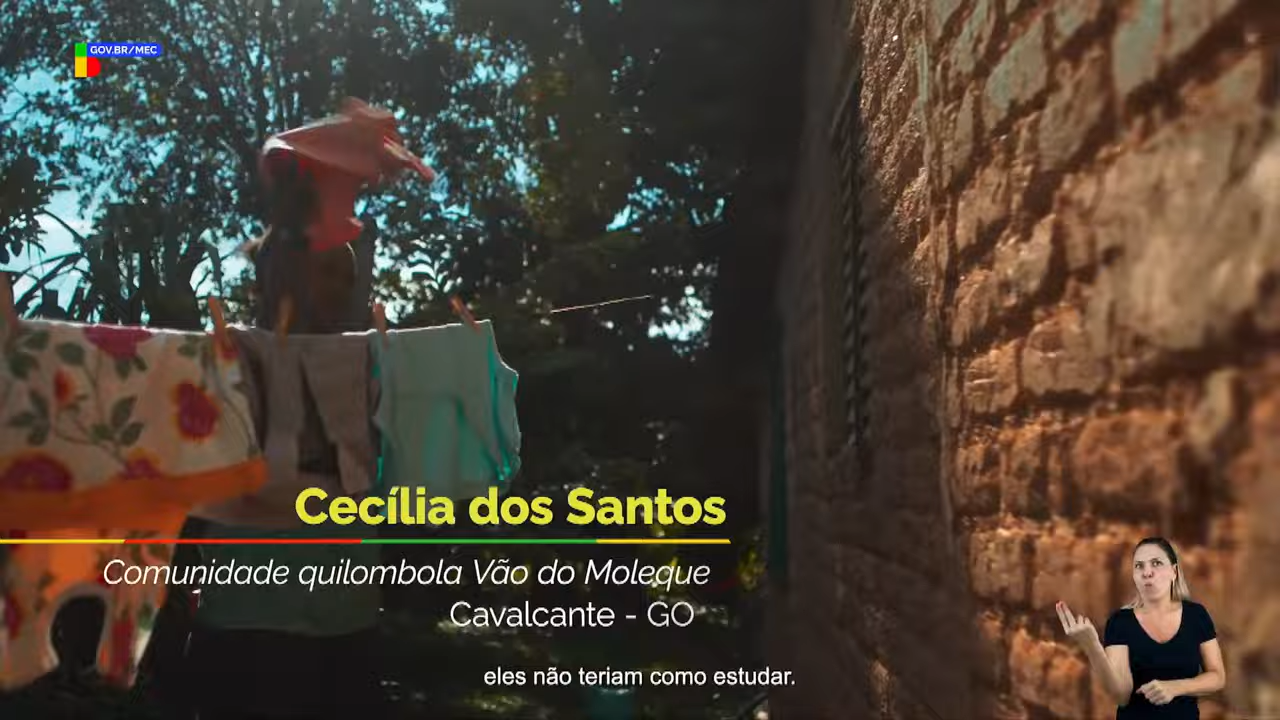 GOV.BR/MEC
Cecília dos Santos
Comunidade quilombola Vão do Moleque
Cavalcante - GO
eles não teriam como estudar.